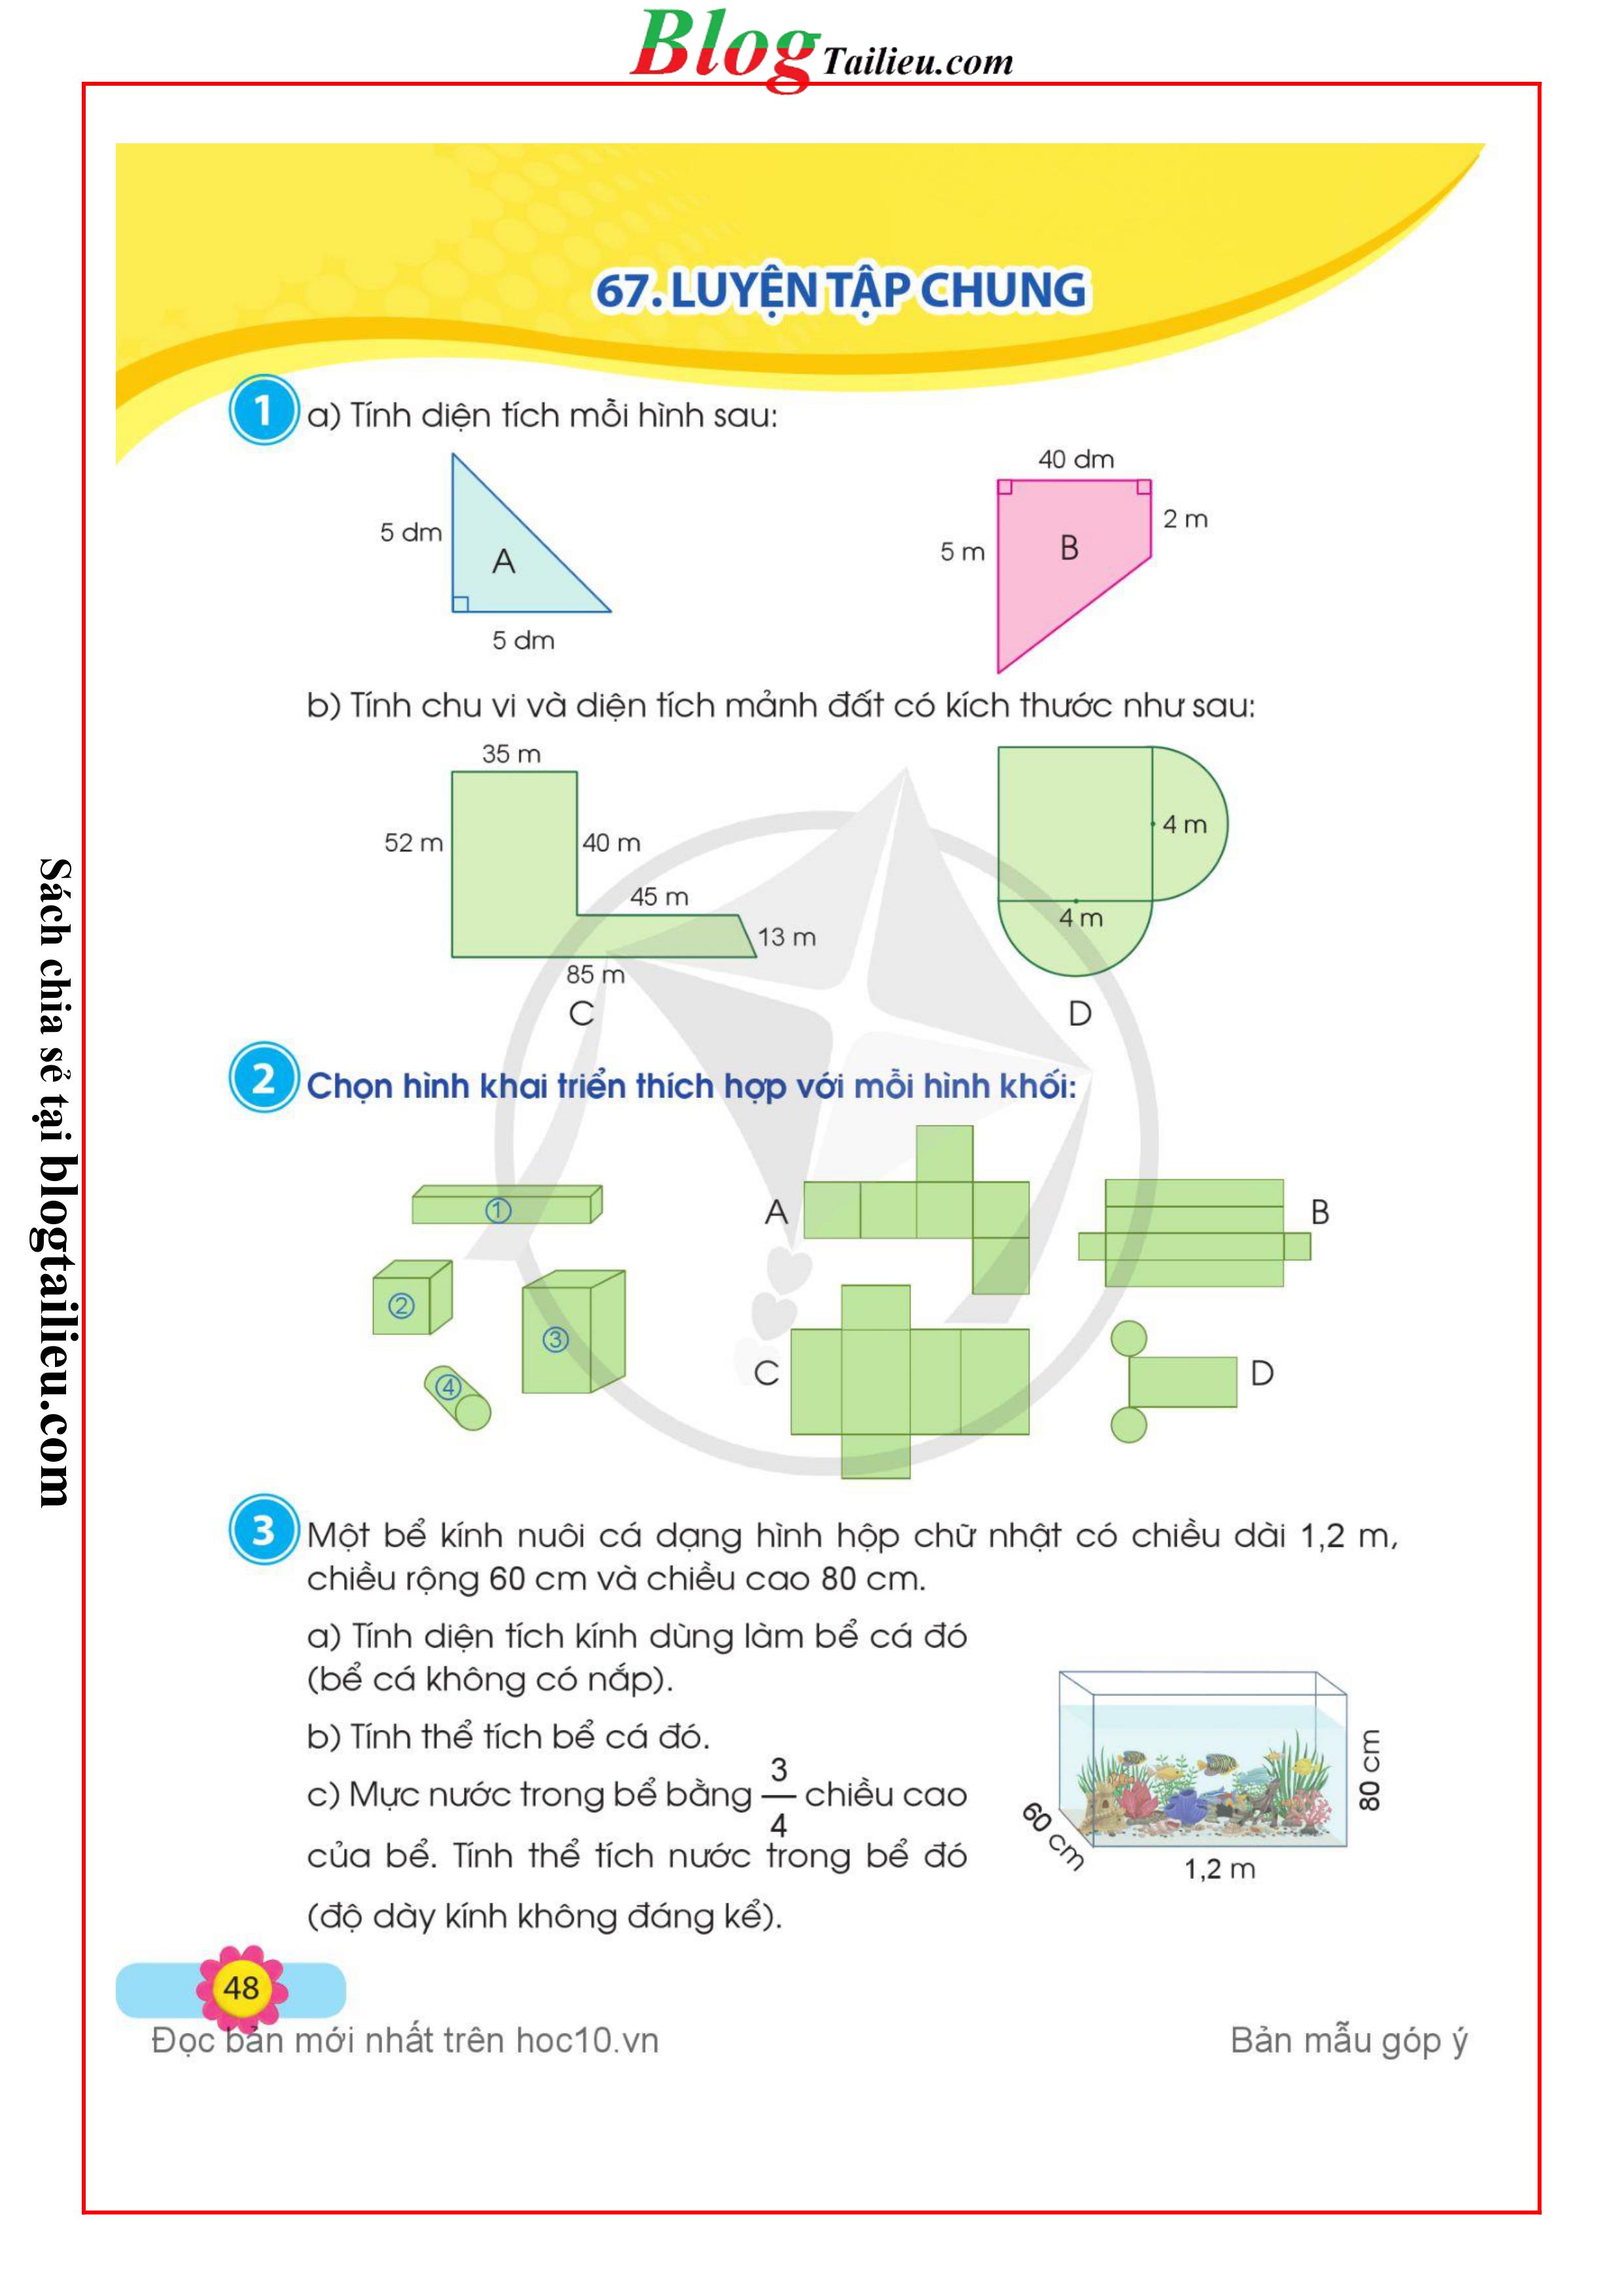 Blog Tailieu.com
67. LUYỆN TẬP CHUNG
1 a) Tính diện tích mỗi hình sau:
5 dm
A
5 dm
40 dm
2 m
5 m
B
b) Tính chu vi và diện tích mảnh đất có kích thước như sau:
35 m
52 m
40 m
45 m
13 m
85 m
C
4 m
4 m
D
2 Chọn hình khai triển thích hợp với mỗi hình khối:
1
2
3
4
A
B
C
D
3 Một bể kính nuôi cá dạng hình hộp chữ nhật có chiều dài 1,2 m,
chiều rộng 60 cm và chiều cao 80 cm.
a) Tính diện tích kính dùng làm bể cá đó
(bể cá không có nắp).
b) Tính thể tích bể cá đó.
c) Mực nước trong bể bằng 3/4 chiều cao
của bể. Tính thể tích nước trong bể đó
(độ dày kính không đáng kể).
80 cm
60 cm
1,2 m
48
Đọc bản mới nhất trên hoc10.vn
Bản mẫu góp ý
Sách chia sẻ tại blogtailieu.com